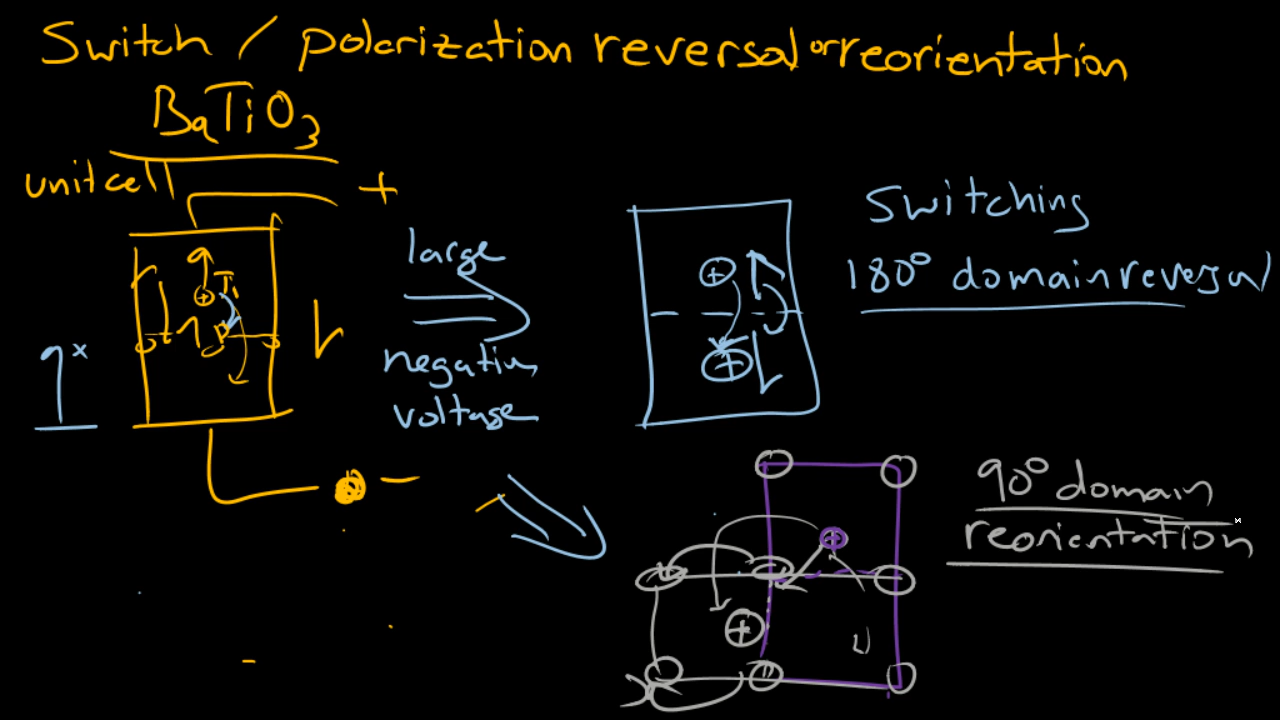 Switch / polarization reversal or reorientation
BaTiO3
unit cell
+
Ti
large
negative
voltage
-
Switching
180° domain reversal
90° domain
reorientation